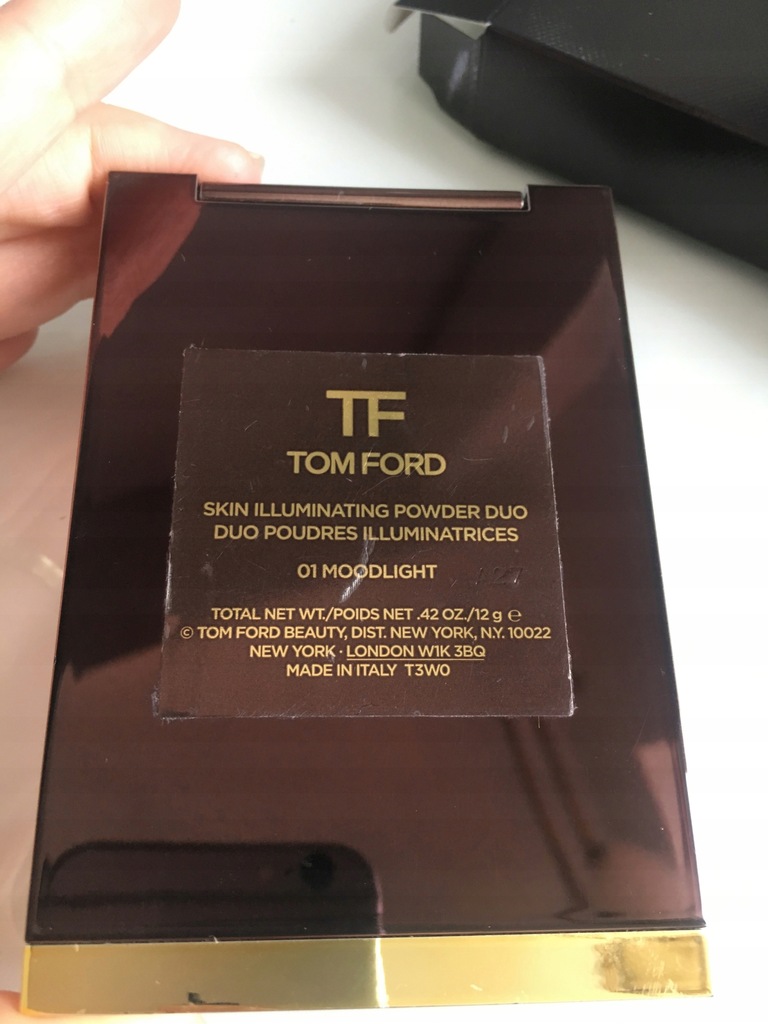 TF
TOM FORD
SKIN ILLUMINATING POWDER DUO
DUO POUDRES ILLUMINATRICES
01 MOODLIGHT
TOTAL NET WT./POIDS NET .42 OZ./12 g ℮
© TOM FORD BEAUTY, DIST. NEW YORK, N.Y. 10022
NEW YORK · LONDON W1K 3BQ
MADE IN ITALY T3W0